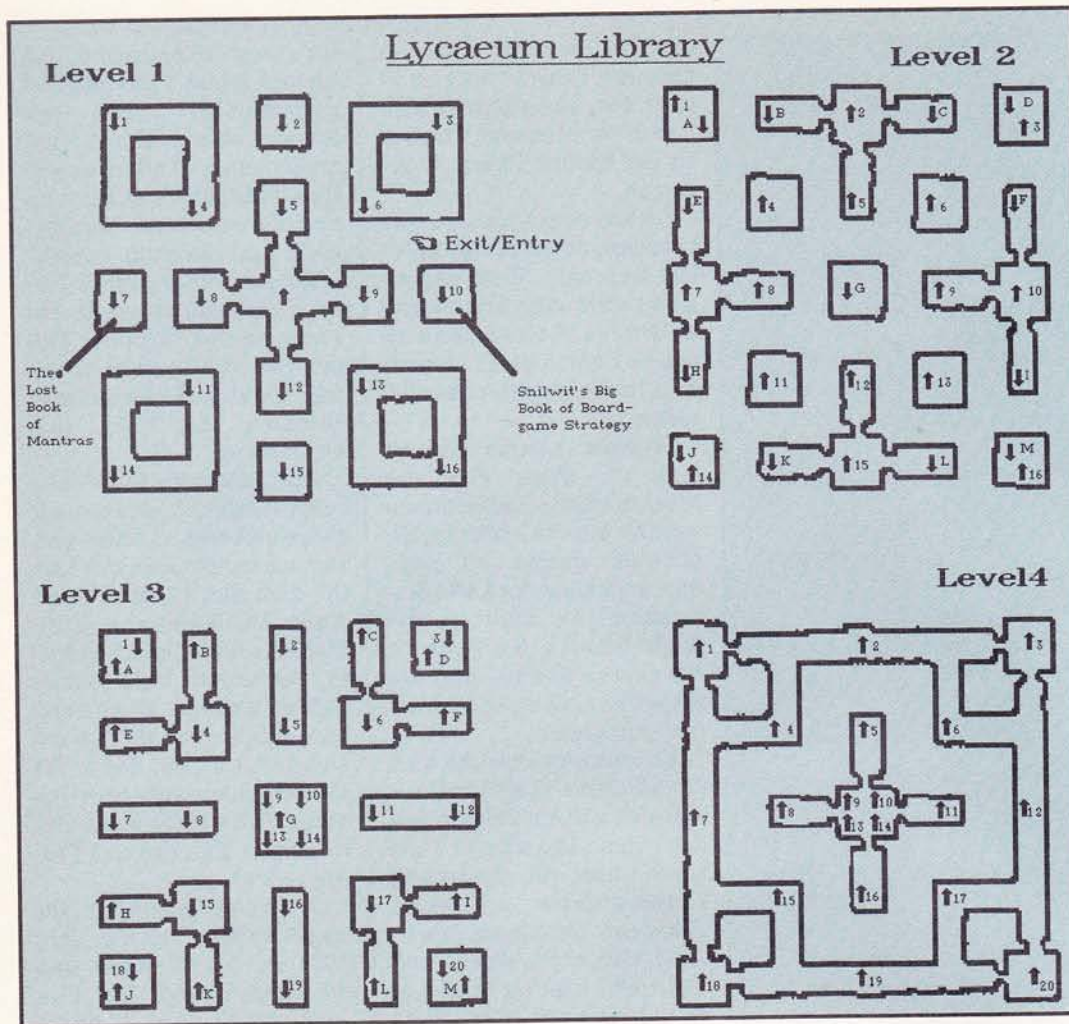 Lycaeum Library
Level 1
↓1
↓2
↓3
↓4
↓5
↓6
☜ Exit/Entry
↓7
↓8
↑
↓9
↓10
The
Lost
Book
of
Mantras
↓11
↓12
↓13
Snilwit's Big
Book of Board-
game Strategy
↓14
↓15
↓16
Level 2
↑1
A↓
↓B
↑2
↓C
↓D
↑3
↓E
↑4
↑5
↑6
↓F
↑7
↑8
↓G
↑9
↑10
↓H
↑11
↑12
↑13
↓I
↓J
↑14
↓K
↑15
↓L
↓M
↑16
Level 3
1↓
↑A
↑B
↓2
↑C
3↓
↑D
↑E
↓4
↓5
↓6
↑F
↓7
↓8
↓9
↓10
↑G
↓13
↓14
↓11
↓12
↑H
↓15
↓16
↓17
↑I
18↓
↑J
↑K
↓19
↑L
↓20
M↑
Level4
↑1
↑2
↑3
↑4
↑5
↑6
↑7
↑8
↑9
↑10
↑11
↑12
↑13
↑14
↑15
↑16
↑17
↑18
↑19
↑20